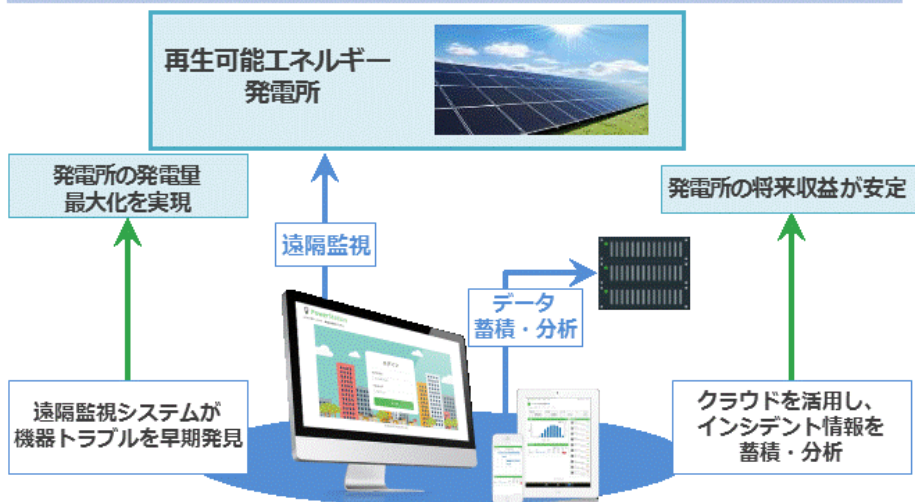 再生可能エネルギー
発電所
発電所の発電量
最大化を実現
発電所の将来収益が安定
遠隔監視
データ
蓄積・分析
遠隔監視システムが
機器トラブルを早期発見
クラウドを活用し、
インシデント情報を
蓄積・分析
ログイン